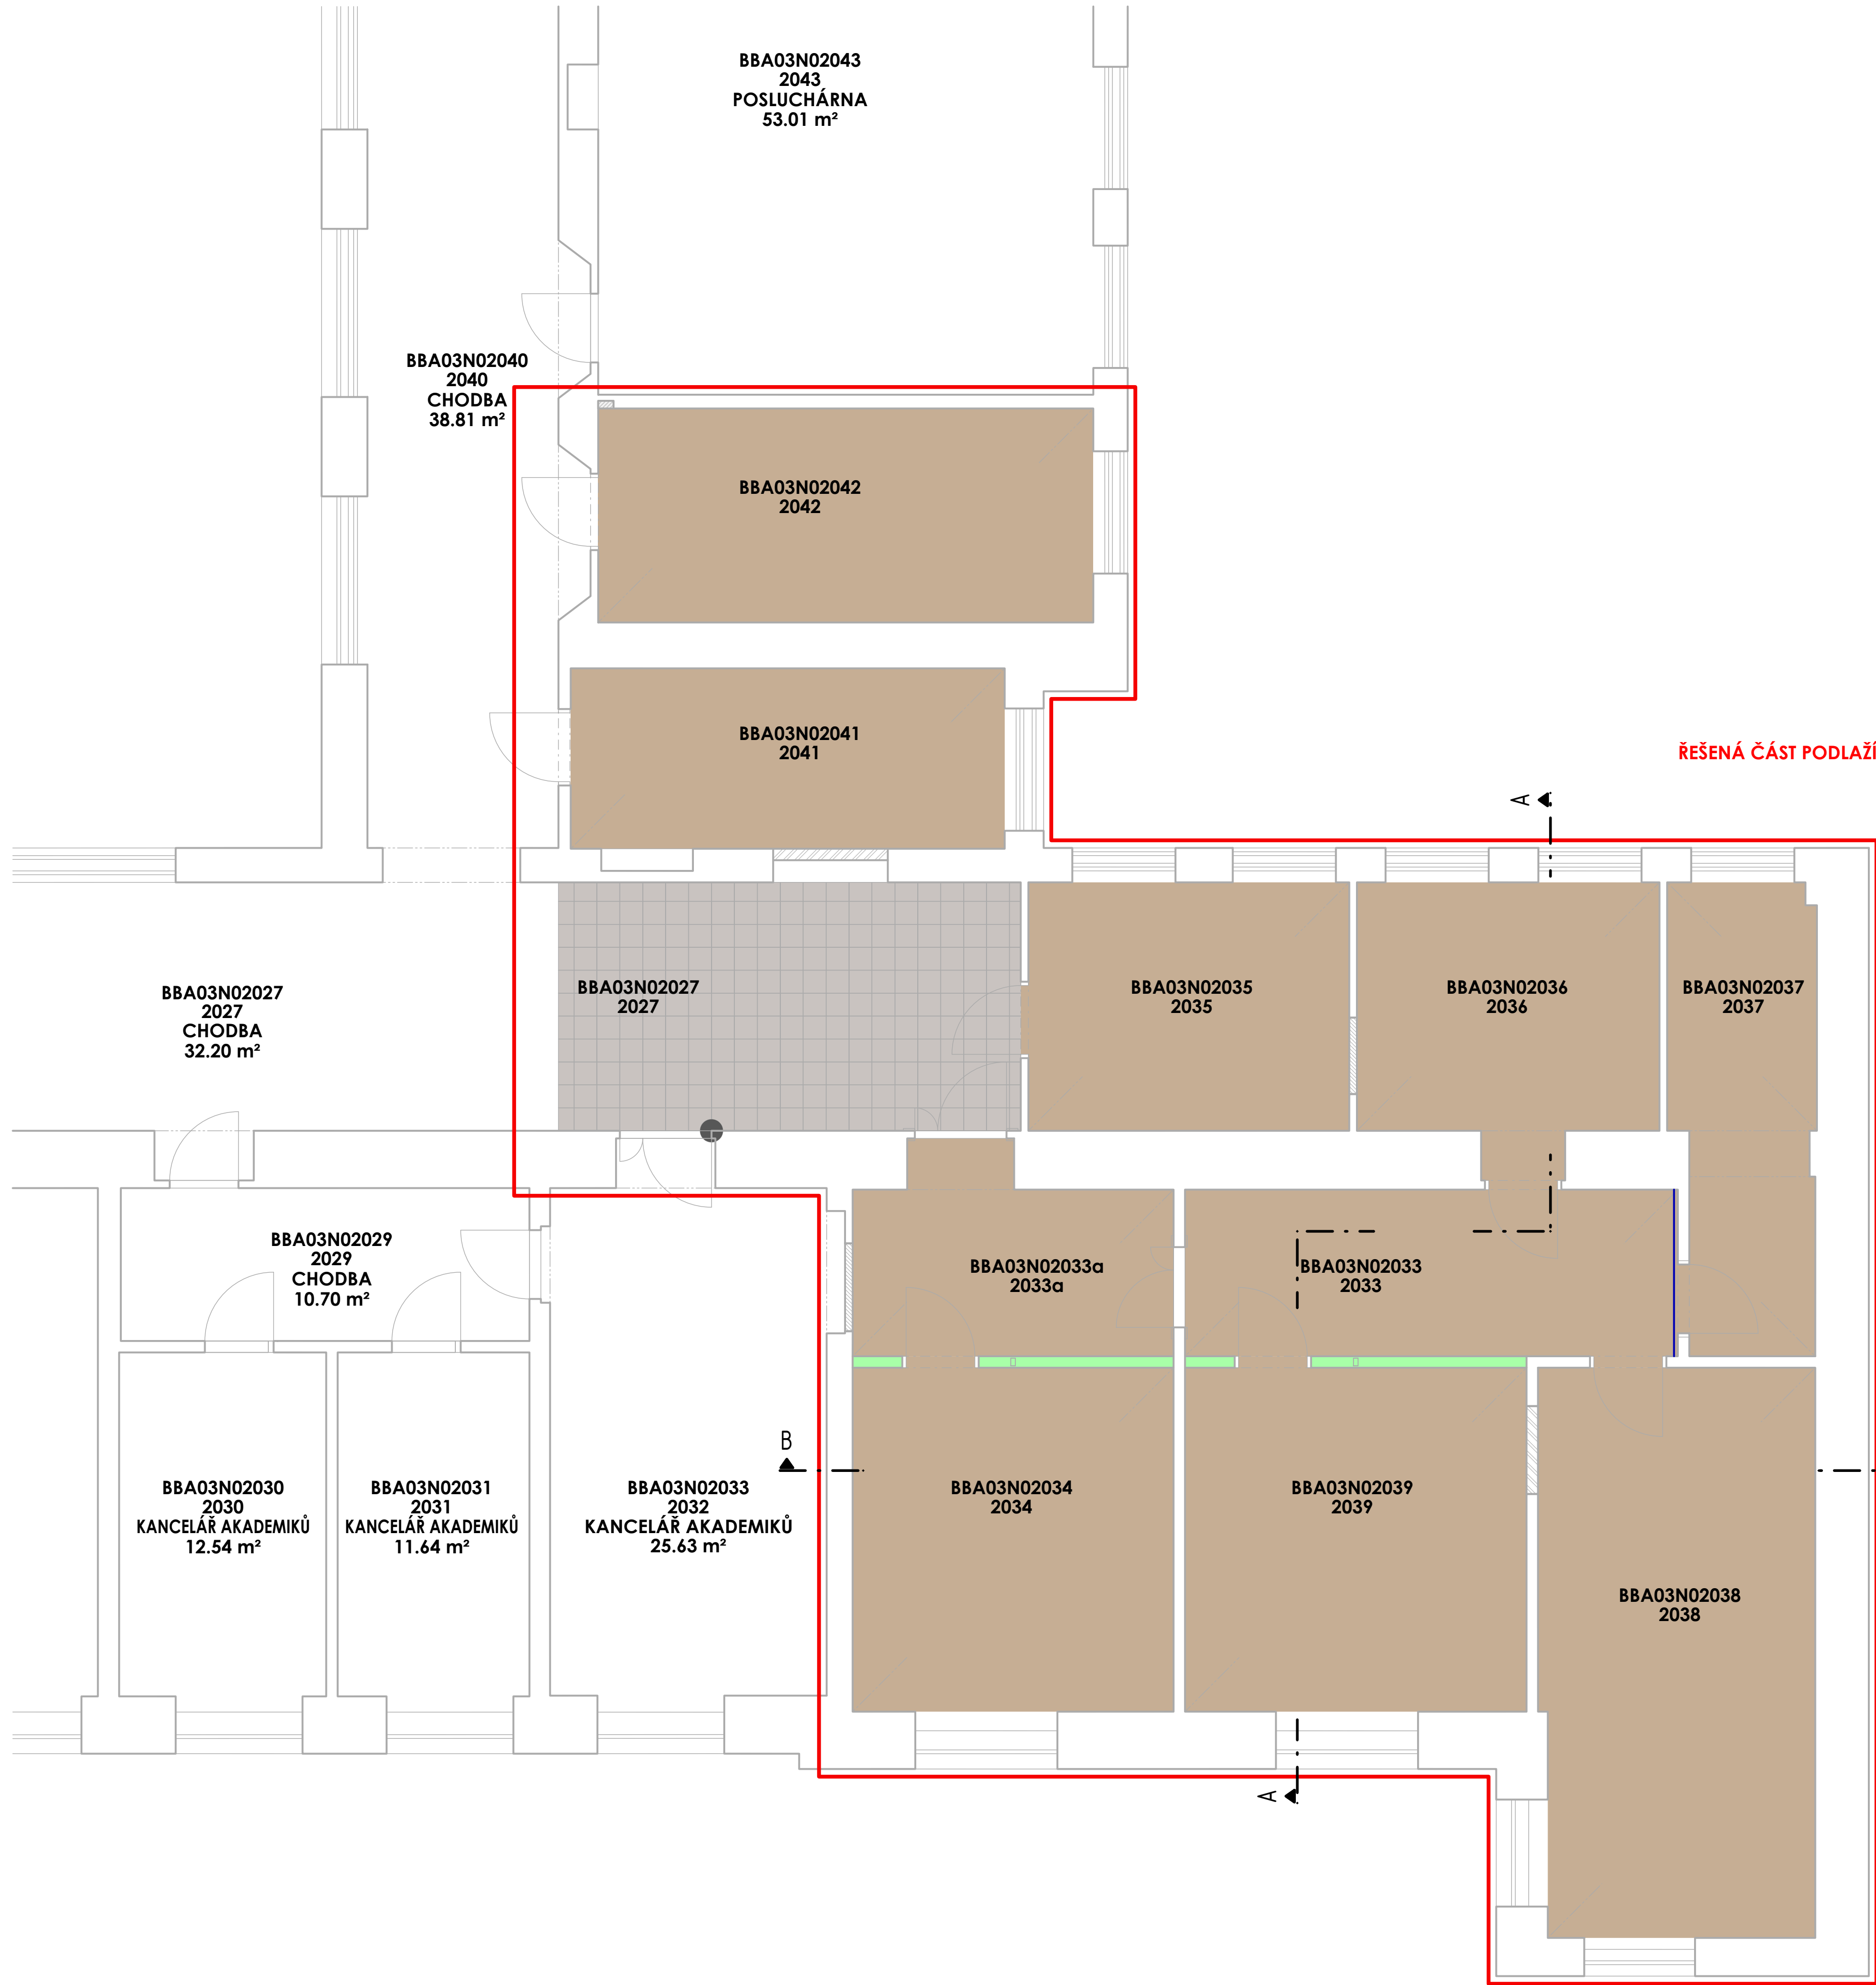 BBA03N02043
2043
POSLUCHÁRNA
53.01 m²
BBA03N02040
2040
CHODBA
38.81 m²
BBA03N02042
2042
BBA03N02041
2041
ŘEŠENÁ ČÁST PODLAŽÍ
A
BBA03N02027
2027
CHODBA
32.20 m²
BBA03N02027
2027
BBA03N02035
2035
BBA03N02036
2036
BBA03N02037
2037
BBA03N02029
2029
CHODBA
10.70 m²
BBA03N02033a
2033a
BBA03N02033
2033
B
BBA03N02030
2030
KANCELÁŘ AKADEMIKŮ
12.54 m²
BBA03N02031
2031
KANCELÁŘ AKADEMIKŮ
11.64 m²
BBA03N02033
2032
KANCELÁŘ AKADEMIKŮ
25.63 m²
BBA03N02034
2034
BBA03N02039
2039
BBA03N02038
2038
A